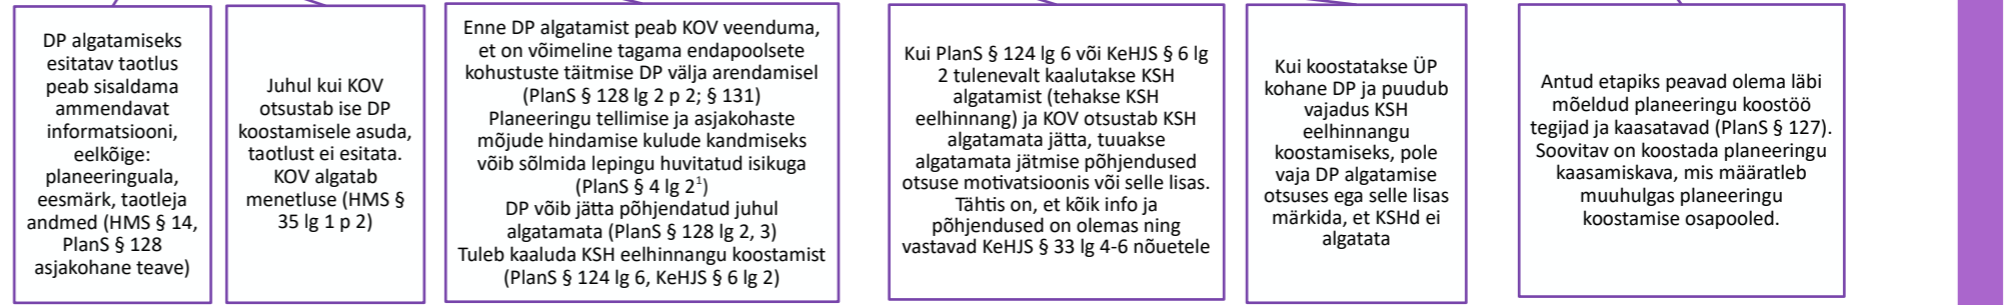 DP algatamiseks
esitatav taotlus
peab sisaldama
ammendavat
informatsiooni,
eelkõige:
planeeringuala,
eesmärk, taotleja
andmed (HMS § 14,
PlanS § 128
asjakohane teave)
Juhul kui KOV
otsustab ise DP
koostamisele asuda,
taotlust ei esitata.
KOV algatab
menetluse (HMS §
35 lg 1 p 2)
Enne DP algatamist peab KOV veenduma,
et on võimeline tagama endapoolsete
kohustuste täitmise DP välja arendamisel
(PlanS § 128 lg 2 p 2; § 131)
Planeeringu tellimise ja asjakohaste
mõjude hindamise kulude kandmiseks
võib sõlmida lepingu huvitatud isikuga
(PlanS § 4 lg 2¹)
DP võib jätta põhjendatud juhul
algatamata (PlanS § 128 lg 2, 3)
Tuleb kaaluda KSH eelhinnangu koostamist
(PlanS § 124 lg 6, KeHJS § 6 lg 2)
Kui PlanS § 124 lg 6 või KeHJS § 6 lg
2 tulenevalt kaalutakse KSH
algatamist (tehakse KSH
eelhinnang) ja KOV otsustab KSH
algatamata jätta, tuuakse
algatamata jätmise põhjendused
otsuse motivatsioonis või selle lisas.
Tähtis on, et kõik info ja
põhjendused on olemas ning
vastavad KeHJS § 33 lg 4-6 nõuetele
Kui koostatakse ÜP
kohane DP ja puudub
vajadus KSH
eelhinnangu
koostamiseks, pole
vaja DP algatamise
otsuses ega selle lisas
märkida, et KSHd ei
algatata
Antud etapiks peavad olema läbi
mõeldud planeeringu koostöö
tegijad ja kaasatavad (PlanS § 127).
Soovitav on koostada planeeringu
kaasamiskava, mis määratleb
muuhulgas planeeringu
koostamise osapooled.